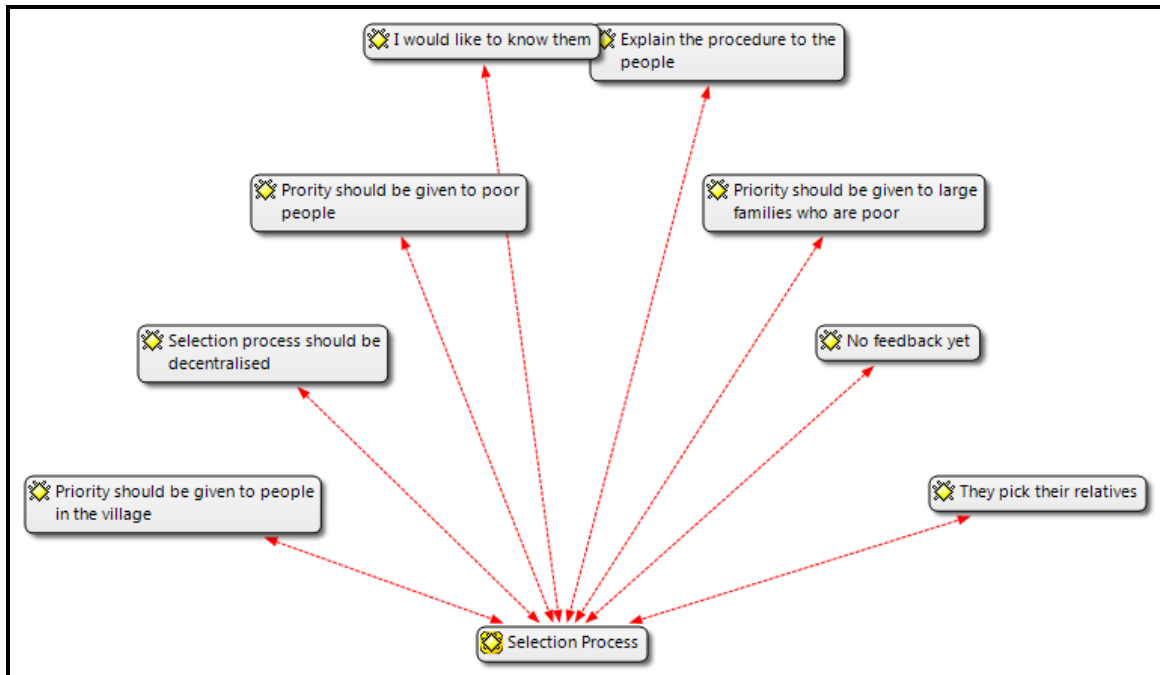 I would like to know them
Explain the procedure to the
people
Prority should be given to poor
people
Priority should be given to large
families who are poor
Selection process should be
decentralised
No feedback yet
Priority should be given to people
in the village
They pick their relatives
Selection Process